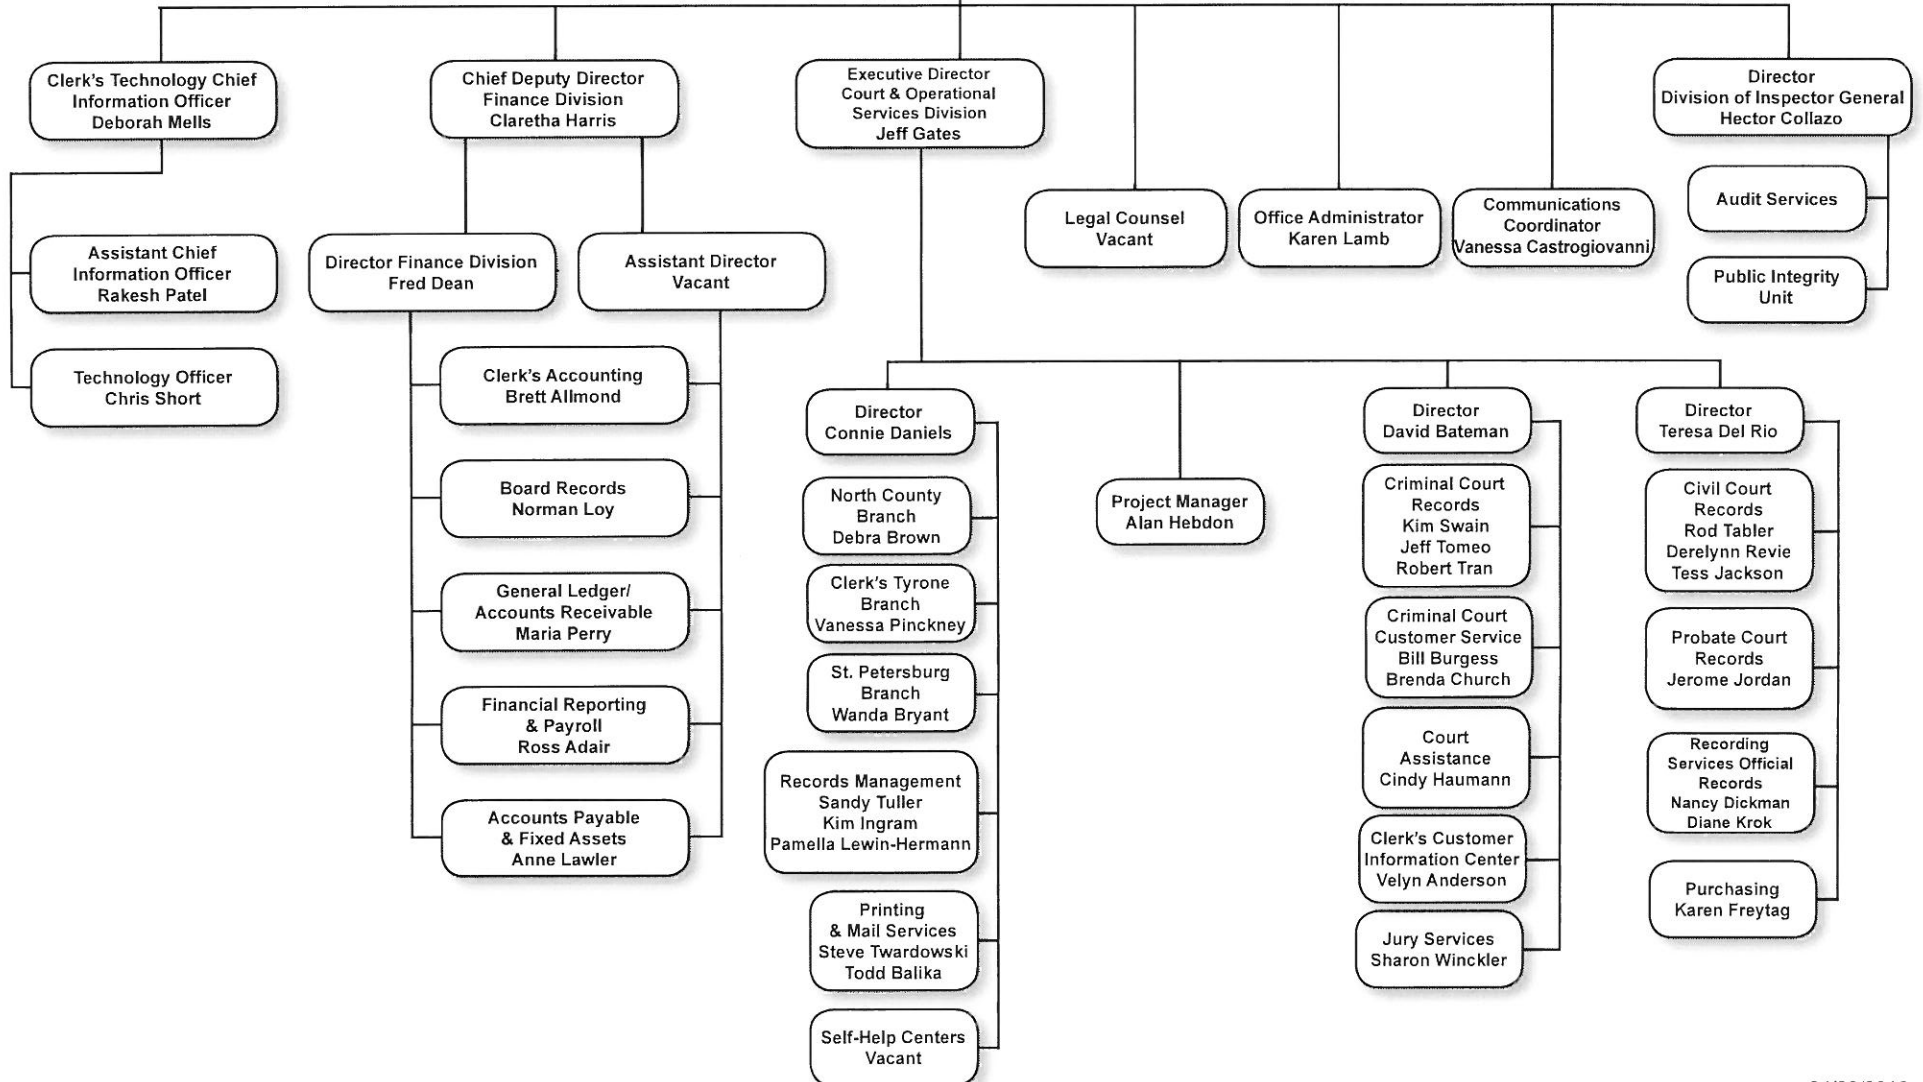 Clerk's Technology Chief
Information Officer
Deborah Mells
Chief Deputy Director
Finance Division
Claretha Harris
Executive Director
Court & Operational
Services Division
Jeff Gates
Director
Division of Inspector General
Hector Collazo
Legal Counsel
Vacant
Office Administrator
Karen Lamb
Communications
Coordinator
Vanessa Castrogiovanni
Audit Services
Public Integrity
Unit
Assistant Chief
Information Officer
Rakesh Patel
Technology Officer
Chris Short
Director Finance Division
Fred Dean
Assistant Director
Vacant
Clerk's Accounting
Brett Allmond
Board Records
Norman Loy
General Ledger/
Accounts Receivable
Maria Perry
Financial Reporting
& Payroll
Ross Adair
Accounts Payable
& Fixed Assets
Anne Lawler
Director
Connie Daniels
North County
Branch
Debra Brown
Clerk's Tyrone
Branch
Vanessa Pinckney
St. Petersburg
Branch
Wanda Bryant
Records Management
Sandy Tuller
Kim Ingram
Pamella Lewin-Hermann
Printing
& Mail Services
Steve Twardowski
Todd Balika
Self-Help Centers
Vacant
Project Manager
Alan Hebdon
Director
David Bateman
Criminal Court
Records
Kim Swain
Jeff Tomeo
Robert Tran
Criminal Court
Customer Service
Bill Burgess
Brenda Church
Court
Assistance
Cindy Haumann
Clerk's Customer
Information Center
Velyn Anderson
Jury Services
Sharon Winckler
Director
Teresa Del Rio
Civil Court
Records
Rod Tabler
Derelynn Revie
Tess Jackson
Probate Court
Records
Jerome Jordan
Recording
Services Official
Records
Nancy Dickman
Diane Krok
Purchasing
Karen Freytag